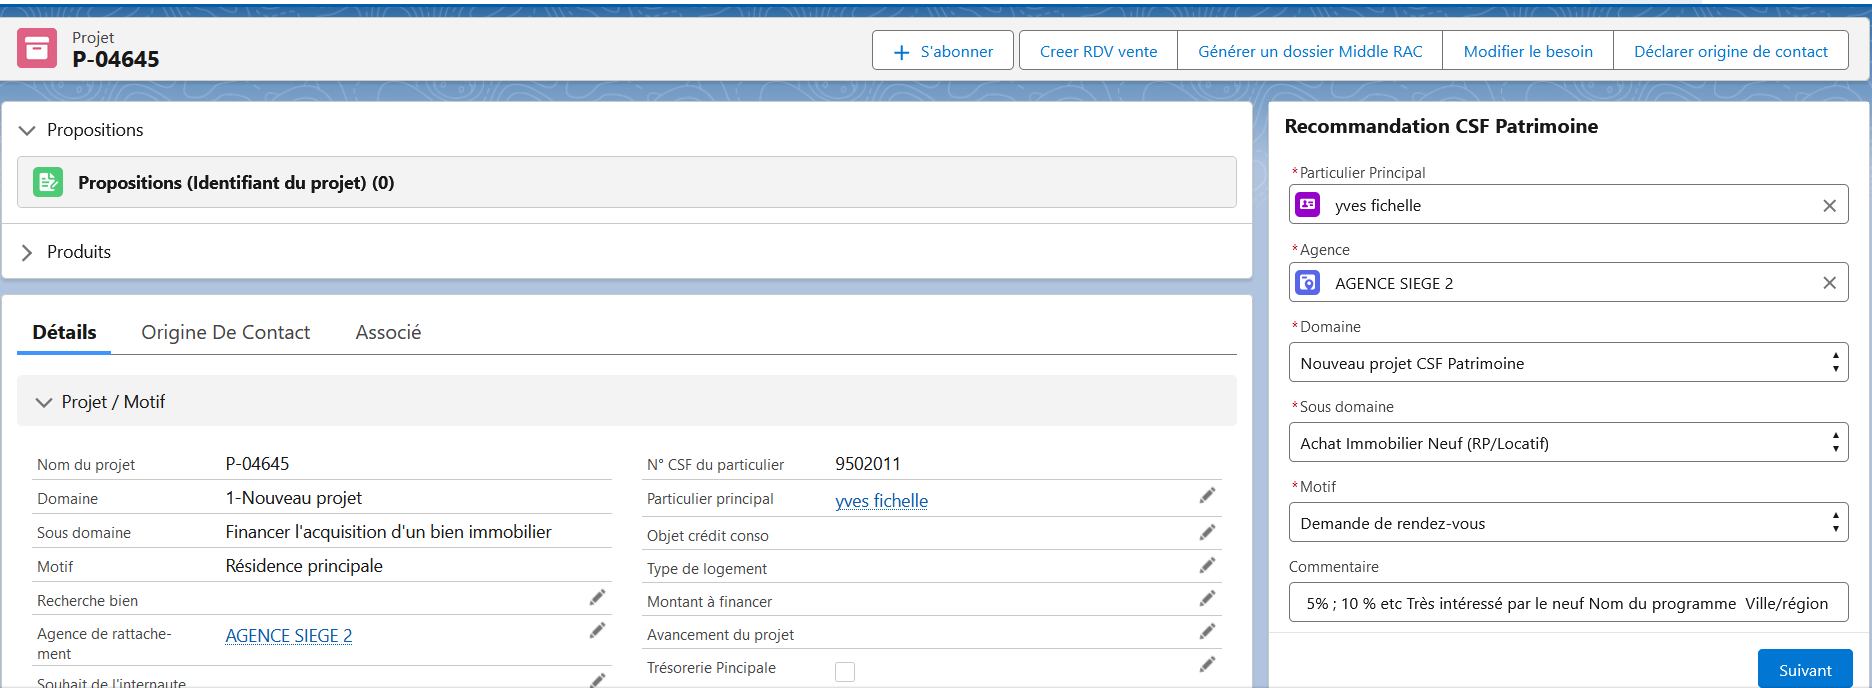 Projet
P-04645
S'abonner
Creer RDV vente
Générer un dossier Middle RAC
Modifier le besoin
Déclarer origine de contact
Propositions
Propositions (Identifiant du projet) (0)
Produits
Détails
Origine De Contact
Associé
Projet / Motif
Nom du projet
P-04645
Domaine
1-Nouveau projet
Sous domaine
Financer l'acquisition d'un bien immobilier
Motif
Résidence principale
Recherche bien
Agence de rattache-
ment
AGENCE SIEGE 2
Souhait de l'internaute
N° CSF du particulier
9502011
Particulier principal
yves fichelle
Objet crédit conso
Type de logement
Montant à financer
Avancement du projet
Trésorerie Pincipale
Recommandation CSF Patrimoine
*Particulier Principal
yves fichelle
*Agence
AGENCE SIEGE 2
*Domaine
Nouveau projet CSF Patrimoine
*Sous domaine
Achat Immobilier Neuf (RP/Locatif)
*Motif
Demande de rendez-vous
Commentaire
5% ; 10 % etc Très intéressé par le neuf Nom du programme Ville/région
Suivant